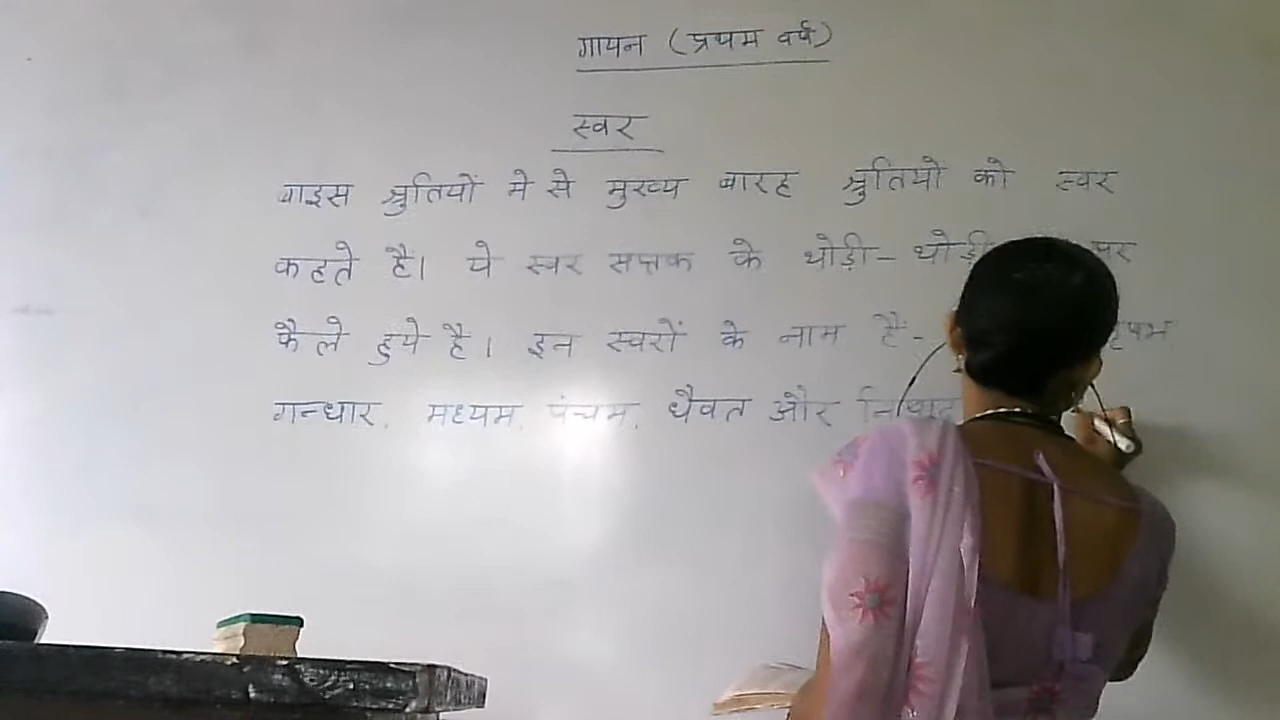 गायन (प्रथम वर्ष)
स्वर
बाइस श्रुतियों मे से मुख्य बारह श्रुतियों को स्वर
कहते है। ये स्वर सप्तक के थोड़ी - थोड़ी पर
फैले हुये है। इन स्वरों के नाम हैं-
गन्धार, मध्यम, पंचम, धैवत और निषाद